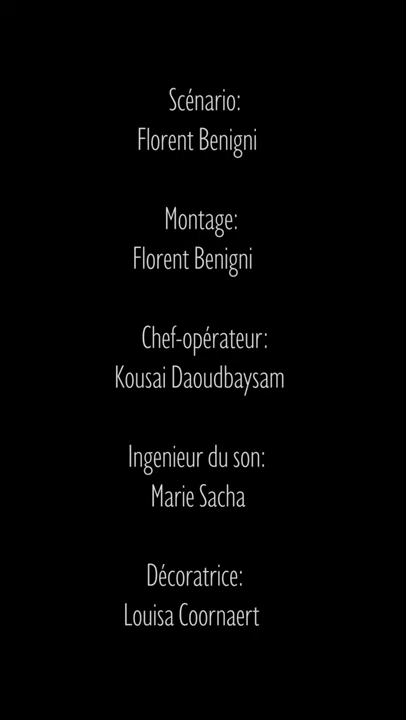 Scénario:
Florent Benigni
Montage:
Florent Benigni
Chef-opérateur:
Kousai Daoudbaysam
Ingenieur du son:
Marie Sacha
Décoratrice:
Louisa Coornaert